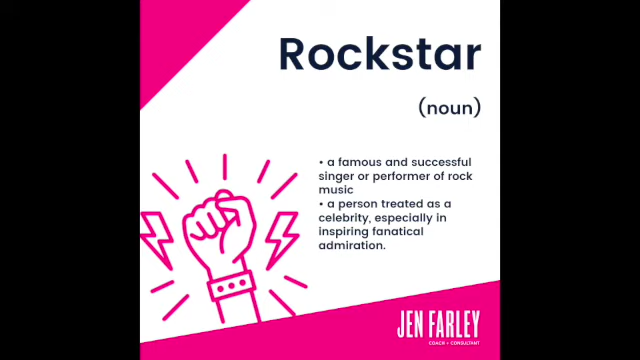 Rockstar
(noun)
• a famous and successful
singer or performer of rock
music
• a person treated as a
celebrity, especially in
inspiring fanatical
admiration.
JEN FARLEY
COACH + CONSULTANT